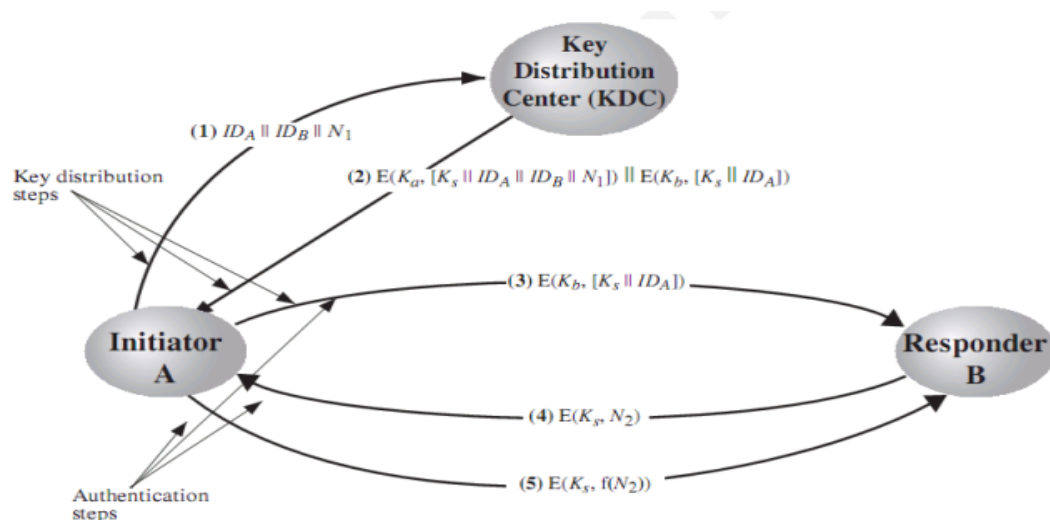 Key
Distribution
Center (KDC)
(1) ID_A || ID_B || N_1
Key distribution
steps
(2) E(K_a, [K_s || ID_A || ID_B || N_1]) || E(K_b, [K_s || ID_A])
(3) E(K_b, [K_s || ID_A])
Initiator
A
Responder
B
(4) E(K_s, N_2)
(5) E(K_s, f(N_2))
Authentication
steps